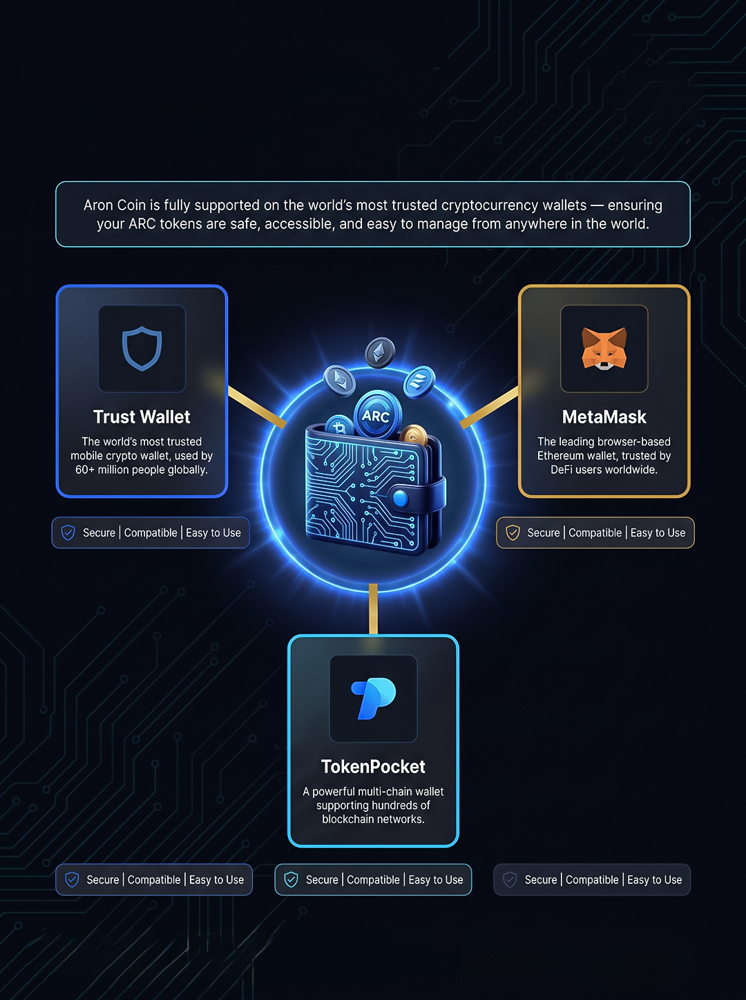 Aron Coin is fully supported on the world's most trusted cryptocurrency wallets — ensuring
your ARC tokens are safe, accessible, and easy to manage from anywhere in the world.
ARC
Trust Wallet
The world's most trusted
mobile crypto wallet, used by
60+ million people globally.
Secure | Compatible | Easy to Use
MetaMask
The leading browser-based
Ethereum wallet, trusted by
DeFi users worldwide.
Secure | Compatible | Easy to Use
TokenPocket
A powerful multi-chain wallet
supporting hundreds of
blockchain networks.
Secure | Compatible | Easy to Use
Secure | Compatible | Easy to Use
Secure | Compatible | Easy to Use